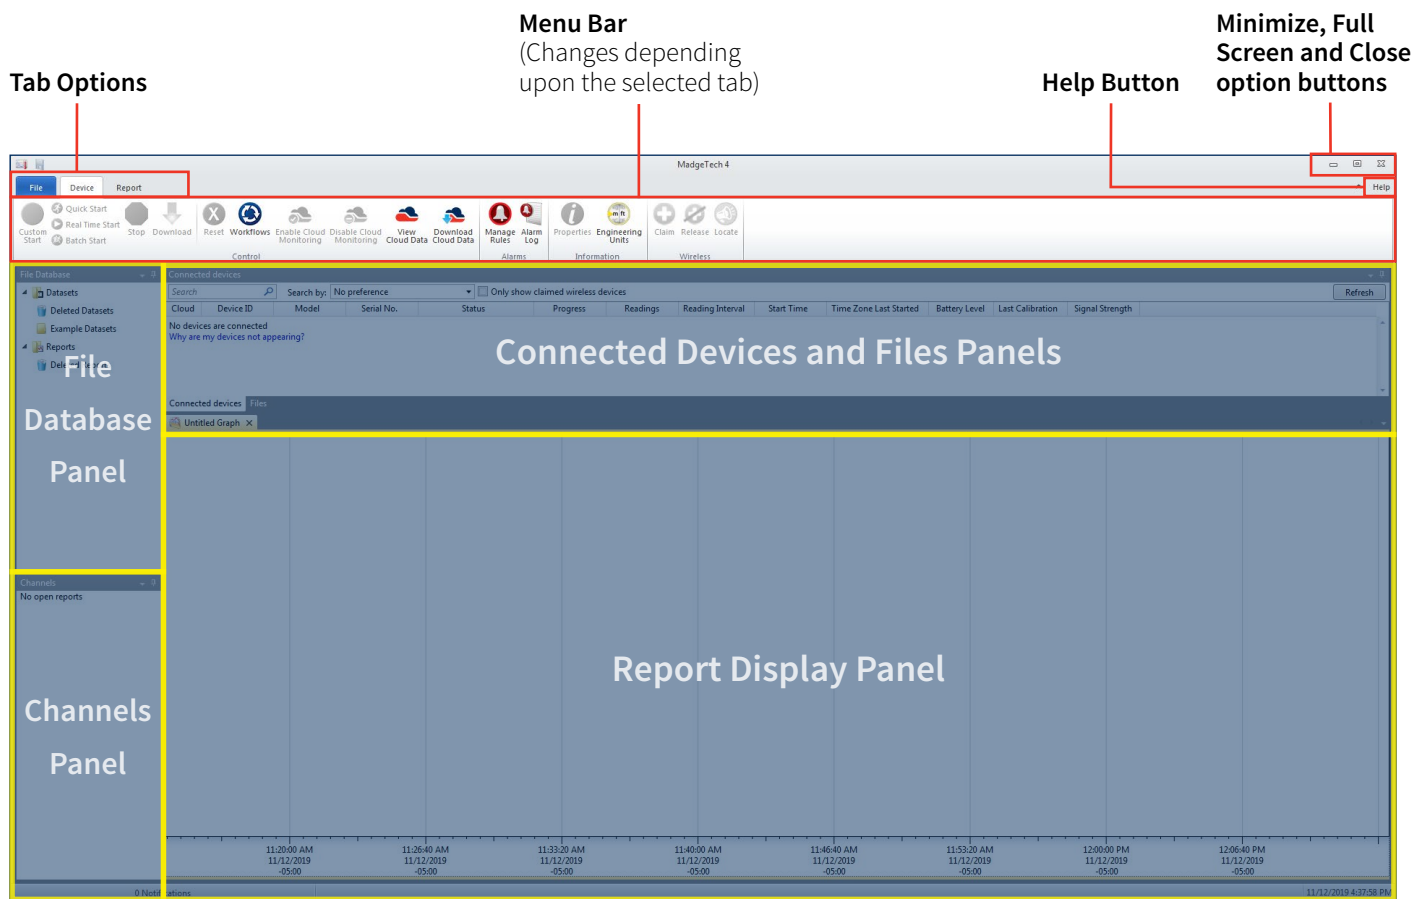 Menu Bar
(Changes depending
upon the selected tab)
Minimize, Full
Screen and Close
option buttons
Tab Options
Help Button
MadgeTech 4
File Device Report
Help
Custom
Start
Quick Start
Real Time Start
Batch Start
Stop
Download
Reset
Workflows
Enable Cloud
Monitoring
Disable Cloud
Monitoring
View
Cloud Data
Download
Cloud Data
Control
Manage
Rules
Alarm
Log
Alarms
Properties
Engineering
Units
Information
Claim
Release
Locate
Wireless
File Database
Datasets
Deleted Datasets
Example Datasets
Reports
File
Database
Panel
Connected devices
Search
Search by: No preference
Only show claimed wireless devices
Refresh
Cloud Device ID Model Serial No. Status Progress Readings Reading Interval Start Time Time Zone Last Started Battery Level Last Calibration Signal Strength
No devices are connected
Why are my devices not appearing?
Connected Devices and Files Panels
Connected devices Files
Untitled Graph
Channels
No open reports
Channels
Panel
Report Display Panel
11:20:00 AM 11:26:40 AM 11:33:20 AM 11:40:00 AM 11:46:40 AM 11:53:20 AM 12:00:00 PM 12:06:40 PM
11/12/2019 11/12/2019 11/12/2019 11/12/2019 11/12/2019 11/12/2019 11/12/2019 11/12/2019
-05:00 -05:00 -05:00 -05:00 -05:00 -05:00 -05:00 -05:00
0 Notifications
11/12/2019 4:37:58 PM